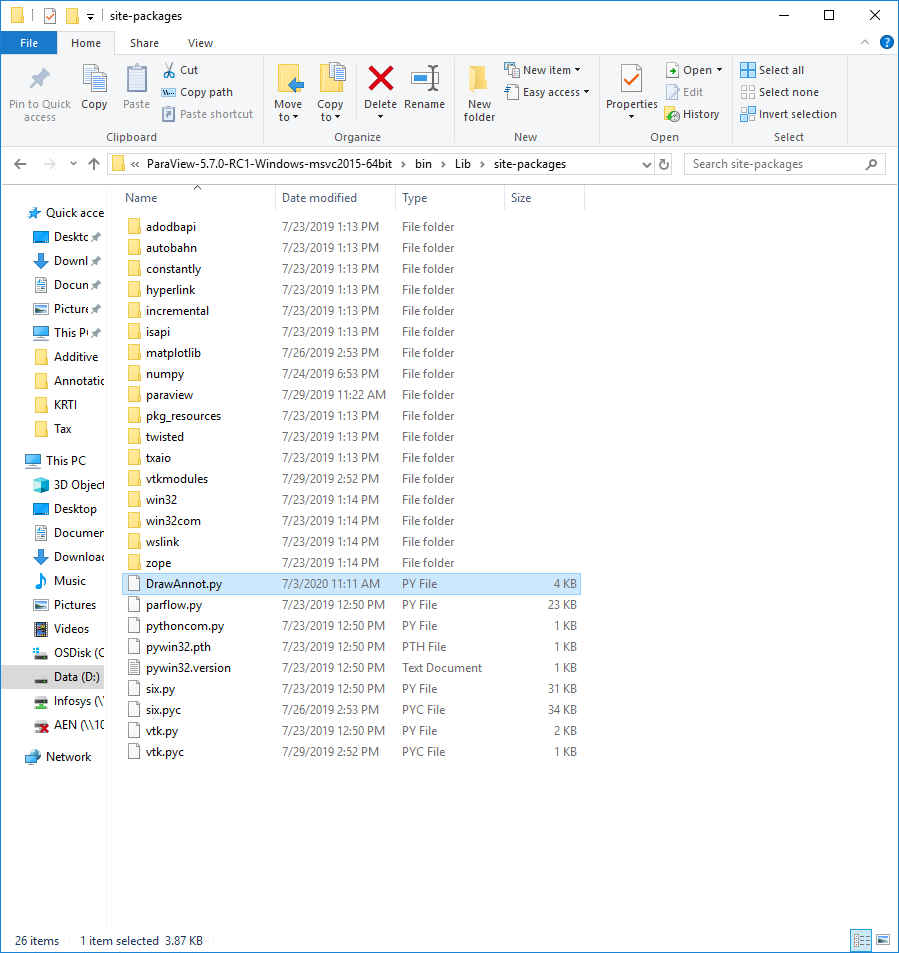 site-packages
File Home Share View
Pin to Quick access
Copy
Paste
Cut
Copy path
Paste shortcut
Clipboard
Move to
Copy to
Delete
Rename
Organize
New folder
New item
Easy access
New
Properties
Open
Edit
History
Open
Select all
Select none
Invert selection
Select
« ParaView-5.7.0-RC1-Windows-msvc2015-64bit › bin › Lib › site-packages
Search site-packages
Name Date modified Type Size
Quick acce
Deskto
Downl
Docun
Picture
This P
Additive
Annotatic
KRTI
Tax
This PC
3D Object
Desktop
Documer
Downloac
Music
Pictures
Videos
OSDisk (C
Data (D:)
Infosys (\\
AEN (\\10
Network
adodbapi 7/23/2019 1:13 PM File folder
autobahn 7/23/2019 1:13 PM File folder
constantly 7/23/2019 1:13 PM File folder
hyperlink 7/23/2019 1:13 PM File folder
incremental 7/23/2019 1:13 PM File folder
isapi 7/23/2019 1:13 PM File folder
matplotlib 7/26/2019 2:53 PM File folder
numpy 7/24/2019 6:53 PM File folder
paraview 7/29/2019 11:22 AM File folder
pkg_resources 7/23/2019 1:13 PM File folder
twisted 7/23/2019 1:13 PM File folder
txaio 7/23/2019 1:13 PM File folder
vtkmodules 7/29/2019 2:52 PM File folder
win32 7/23/2019 1:14 PM File folder
win32com 7/23/2019 1:14 PM File folder
wslink 7/23/2019 1:14 PM File folder
zope 7/23/2019 1:14 PM File folder
DrawAnnot.py 7/3/2020 11:11 AM PY File 4 KB
parflow.py 7/23/2019 12:50 PM PY File 23 KB
pythoncom.py 7/23/2019 12:50 PM PY File 1 KB
pywin32.pth 7/23/2019 12:50 PM PTH File 1 KB
pywin32.version 7/23/2019 12:50 PM Text Document 1 KB
six.py 7/23/2019 12:50 PM PY File 31 KB
six.pyc 7/26/2019 2:53 PM PYC File 34 KB
vtk.py 7/23/2019 12:50 PM PY File 2 KB
vtk.pyc 7/29/2019 2:52 PM PYC File 1 KB
26 items 1 item selected 3.87 KB